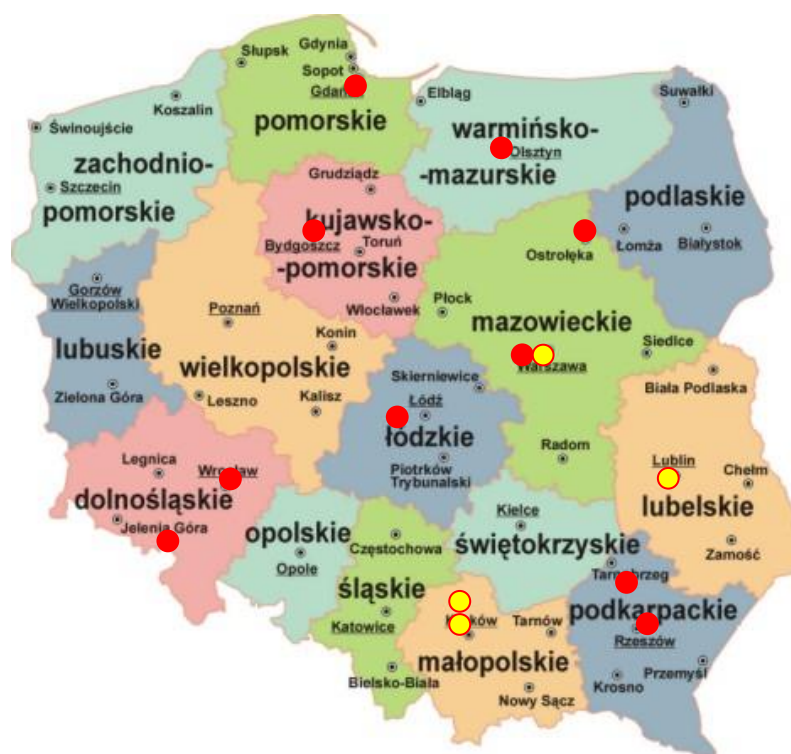 Gdynia
Słupsk
Sopot
pomorskie
Koszalin
Świnoujście
zachodnio-
Szczecin
pomorskie
Elbląg
Suwałki
warmińsko-
Olsztyn
-mazurskie
podlaskie
Łomża
Białystok
Grudziądz
kujawsko-
Bydgoszcz
Toruń
-pomorskie
Włocławek
Ostrołęka
Płock
mazowieckie
Siedlce
Warszawa
Radom
Gorzów
Wielkopolski
lubuskie
Zielona Góra
Poznań
Konin
wielkopolskie
Leszno
Kalisz
Skierniewice
Łódź
łódzkie
Piotrków
Trybunalski
Biała Podlaska
Lublin
Chełm
lubelskie
Zamość
Legnica
Wrocław
dolnośląskie
Jelenia Góra
opolskie
Opole
Częstochowa
śląskie
Katowice
Bielsko-Biała
Kielce
świętokrzyskie
Tarnobrzeg
podkarpackie
Rzeszów
Przemyśl
Krosno
Tarnów
małopolskie
Nowy Sącz